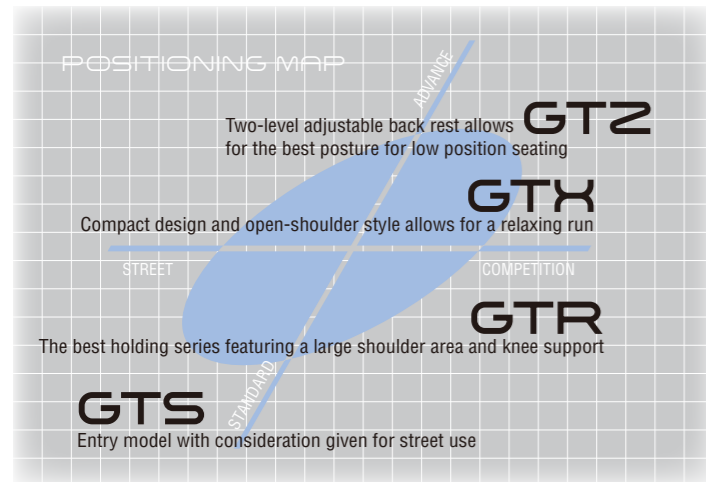 POSITIONING MAP
ADVANCE
GTZ
Two-level adjustable back rest allows
for the best posture for low position seating
GTX
Compact design and open-shoulder style allows for a relaxing run
STREET
COMPETITION
GTR
The best holding series featuring a large shoulder area and knee support
STANDARD
GTS
Entry model with consideration given for street use